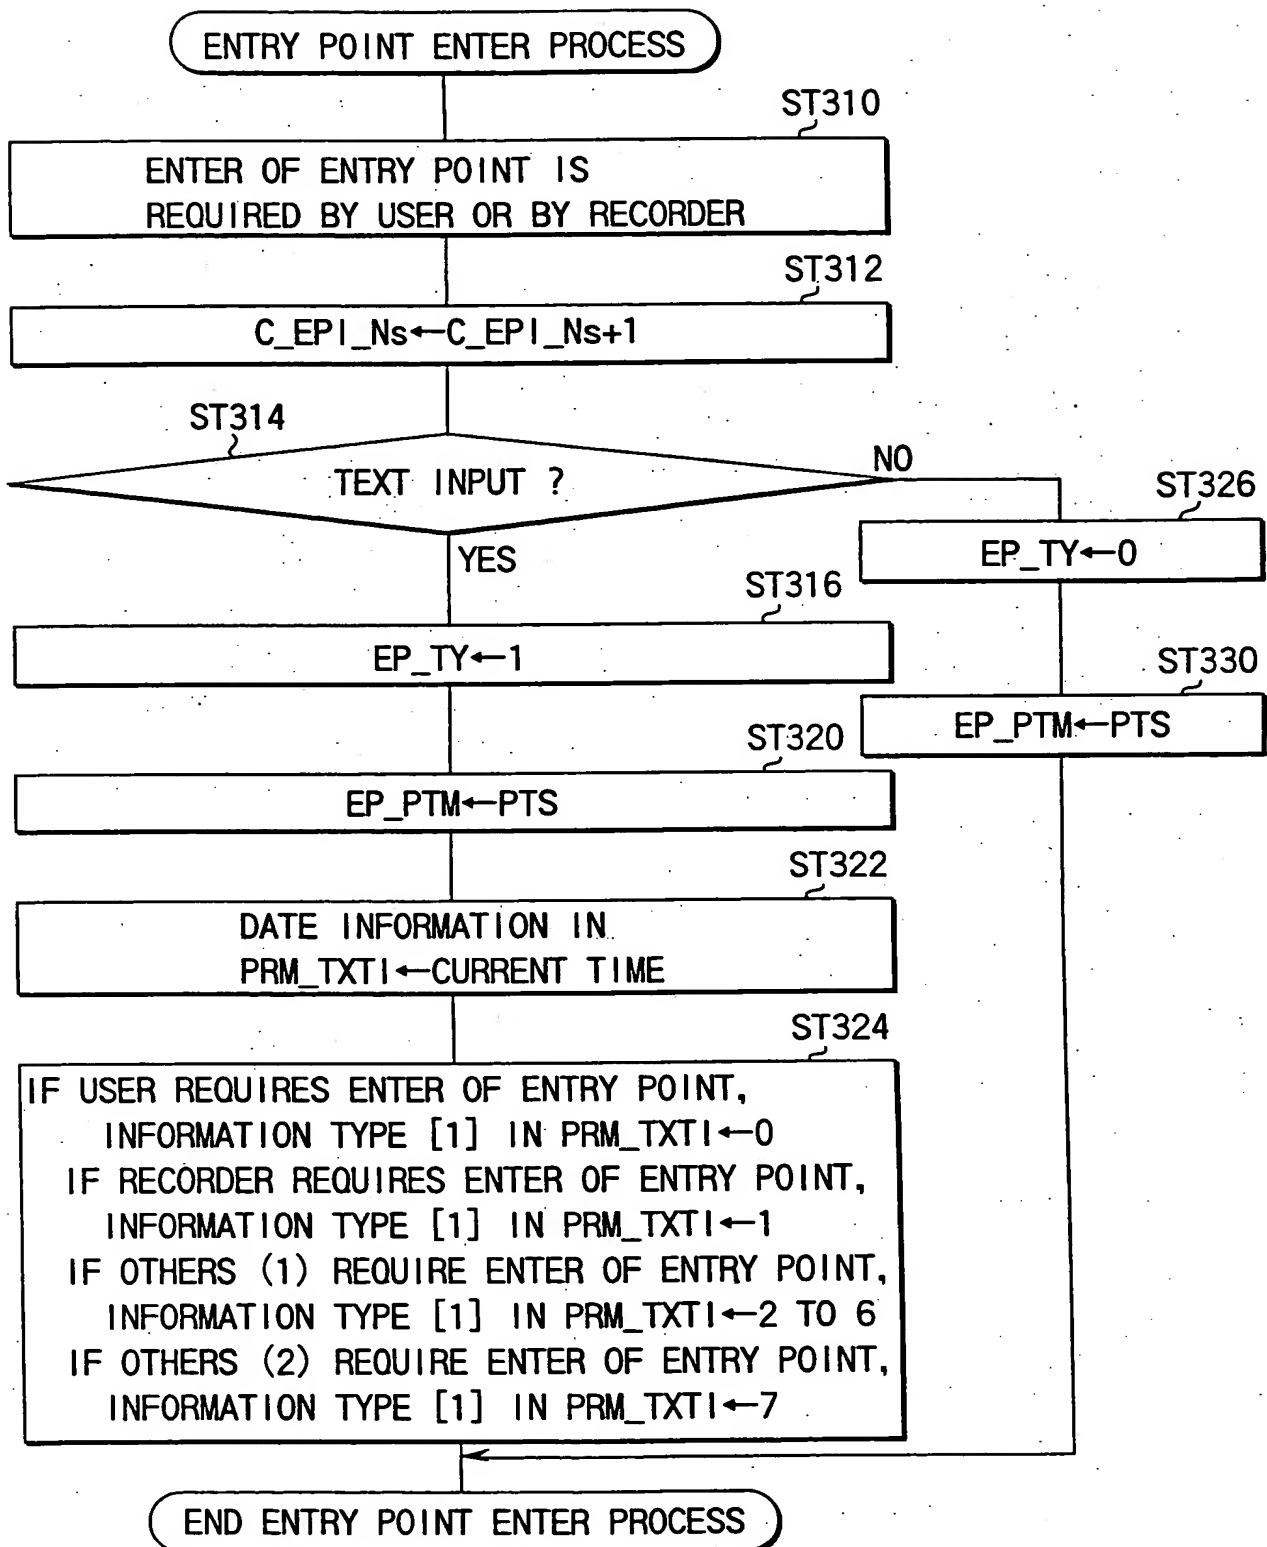 ENTRY POINT ENTER PROCESS
ST310
ENTER OF ENTRY POINT IS
REQUIRED BY USER OR BY RECORDER
ST312
C_EPI_Ns←C_EPI_Ns+1
ST314
TEXT INPUT ?
NO
YES
ST326
EP_TY←0
ST316
EP_TY←1
ST330
EP_PTM←PTS
ST320
EP_PTM←PTS
ST322
DATE INFORMATION IN
PRM_TXTI←CURRENT TIME
ST324
IF USER REQUIRES ENTER OF ENTRY POINT,
INFORMATION TYPE [1] IN PRM_TXTI←0
IF RECORDER REQUIRES ENTER OF ENTRY POINT,
INFORMATION TYPE [1] IN PRM_TXTI←1
IF OTHERS (1) REQUIRE ENTER OF ENTRY POINT,
INFORMATION TYPE [1] IN PRM_TXTI←2 TO 6
IF OTHERS (2) REQUIRE ENTER OF ENTRY POINT,
INFORMATION TYPE [1] IN PRM_TXTI←7
END ENTRY POINT ENTER PROCESS